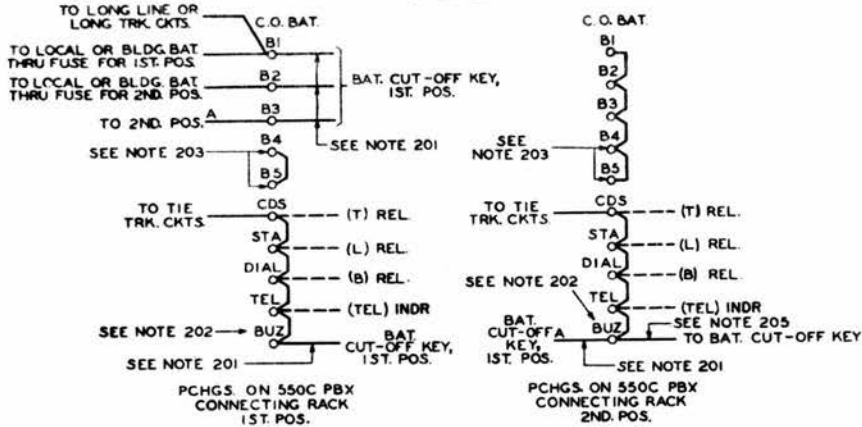 TO LONG LINE OR
LONG TRK. CKTS.
C.O. BAT.
B1
TO LOCAL OR BLDG. BAT.
THRU FUSE FOR 1ST. POS.
B2
TO LOCAL OR BLDG. BAT.
THRU FUSE FOR 2ND. POS.
BAT. CUT-OFF KEY,
1ST. POS.
B3
TO 2ND. POS. A
B4
SEE NOTE 201
SEE NOTE 203
B5
CDS
TO TIE
TRK. CKTS.
(T) REL.
STA
(L) REL.
DIAL
(B) REL.
TEL
(TEL) INDR
SEE NOTE 202
BUZ
BAT.
CUT-OFF KEY,
1ST. POS.
SEE NOTE 201
PCHGS. ON 550C PBX
CONNECTING RACK
1ST. POS.
C.O. BAT.
B1
B2
B3
B4
SEE
NOTE 203
B5
CDS
TO TIE
TRK. CKTS.
(T) REL.
STA
(L) REL.
DIAL
(B) REL.
SEE NOTE 202
TEL
(TEL) INDR
BAT.
CUT-OFF A
KEY,
1ST. POS.
BUZ
SEE NOTE 205
TO BAT. CUT-OFF KEY
SEE NOTE 201
PCHGS. ON 550C PBX
CONNECTING RACK
2ND. POS.